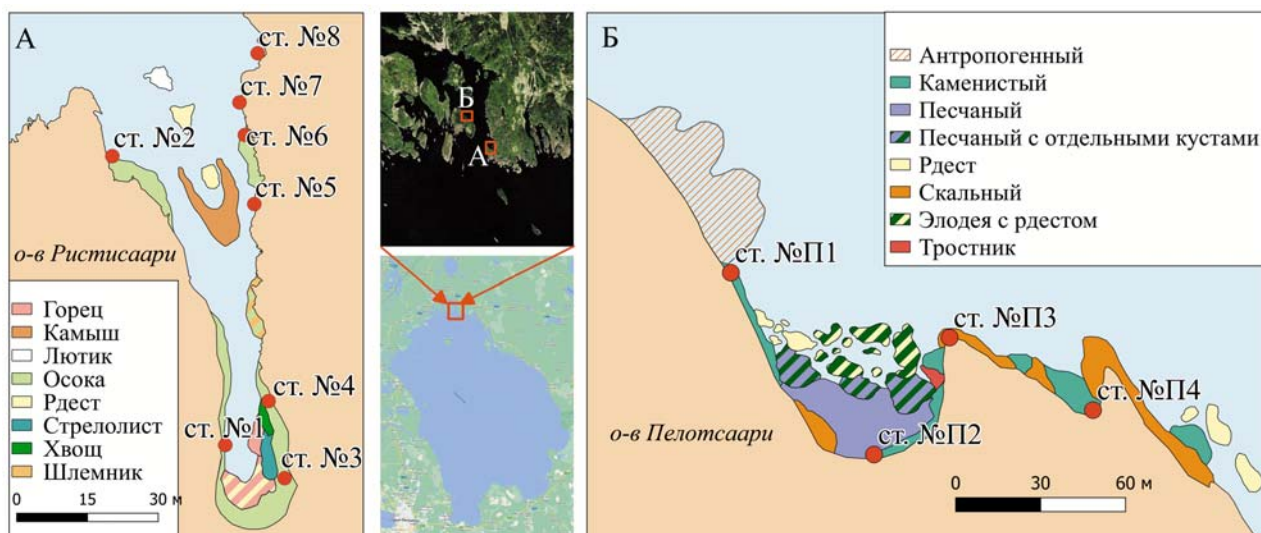 А
ст. №8
ст. №7
ст. №6
ст. №2
ст. №5
о-в Ристисаари
Горец
Камыш
Лютик
Осока
Рдест
Стрелолист
Хвощ
Шлемник
ст. №4
ст. №1
ст. №3
0 15 30 м
Б
А
Б
Антропогенный
Каменистый
Песчаный
Песчаный с отдельными кустами
Рдест
Скальный
Элодея с рдестом
Тростник
ст. №П1
ст. №П3
ст. №П4
о-в Пелотсаари
ст. №П2
0 30 60 м